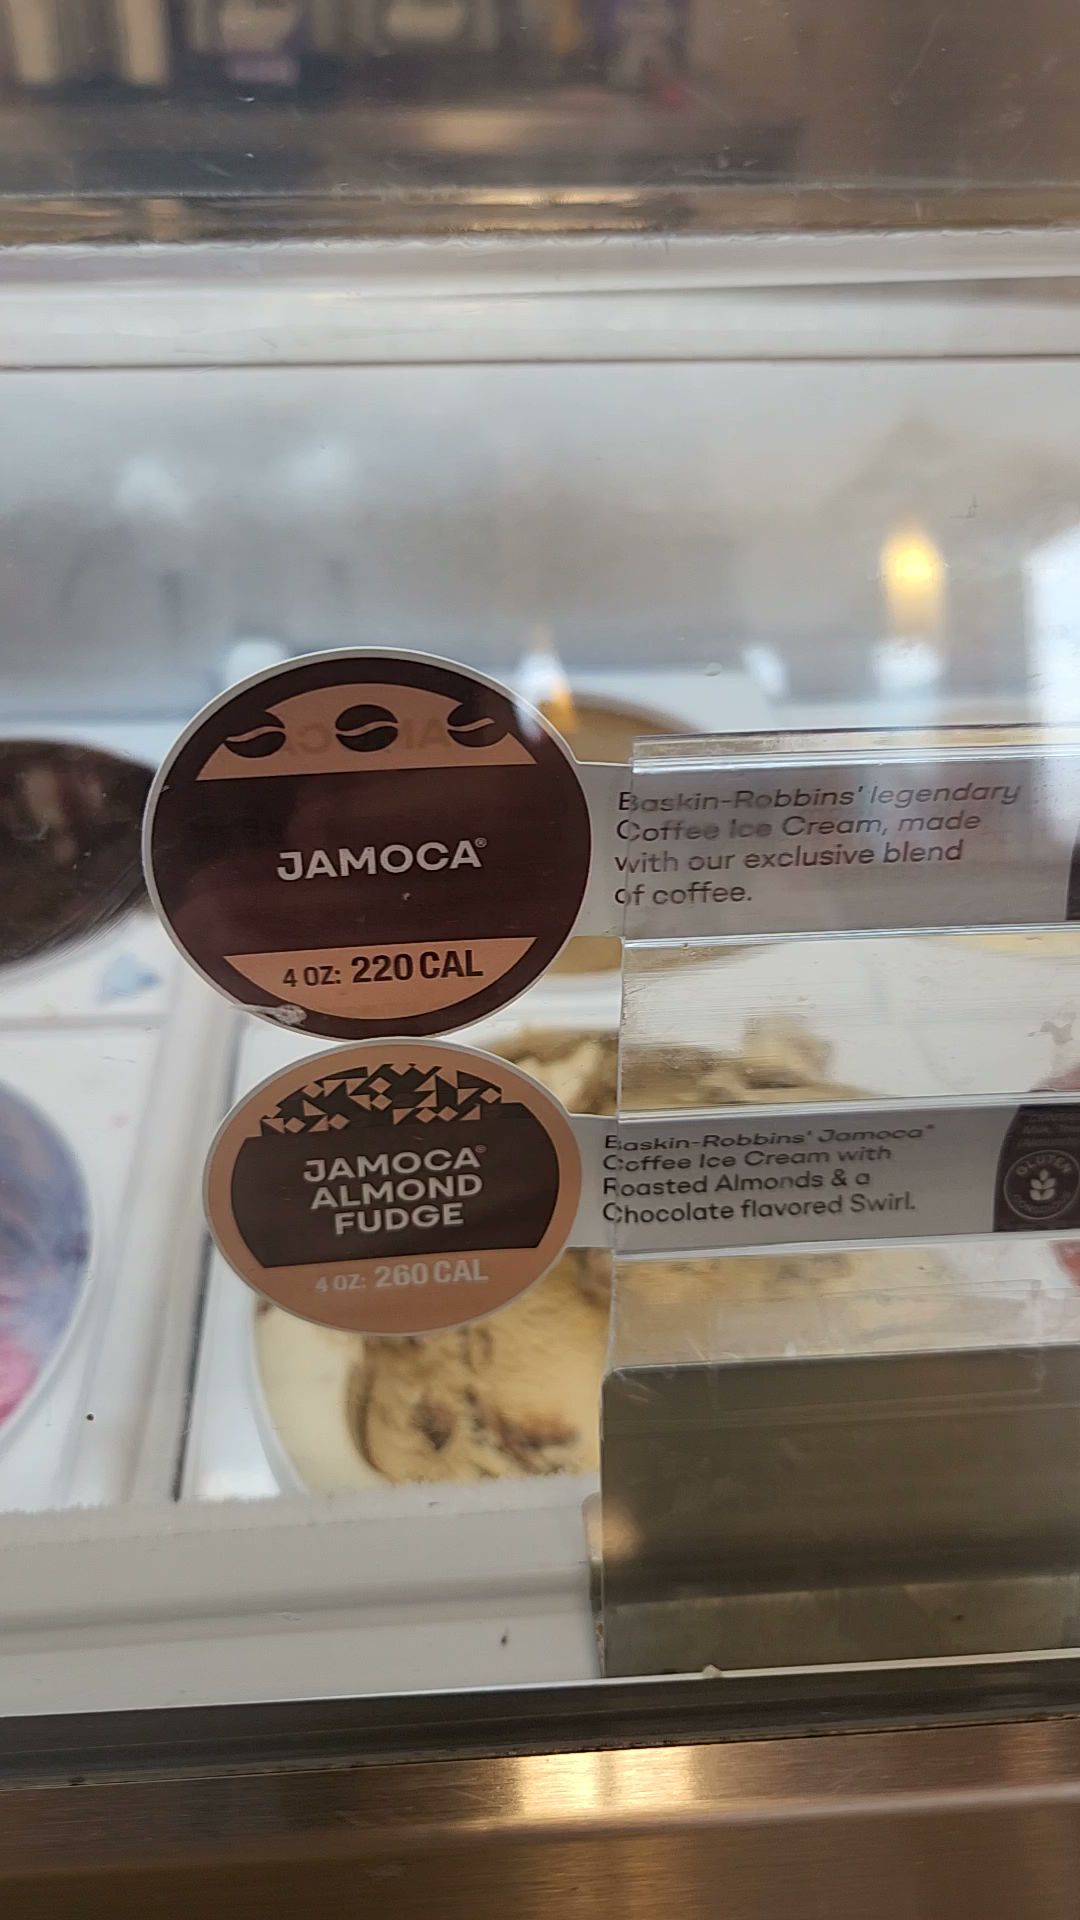 JAMOCA®
4 OZ: 220 CAL
Baskin-Robbins' legendary
Coffee Ice Cream, made
with our exclusive blend
of coffee.
JAMOCA®
ALMOND
FUDGE
4 OZ: 260 CAL
Baskin-Robbins' Jamoca®
Coffee Ice Cream with
Roasted Almonds & a
Chocolate flavored Swirl.
GLUTEN